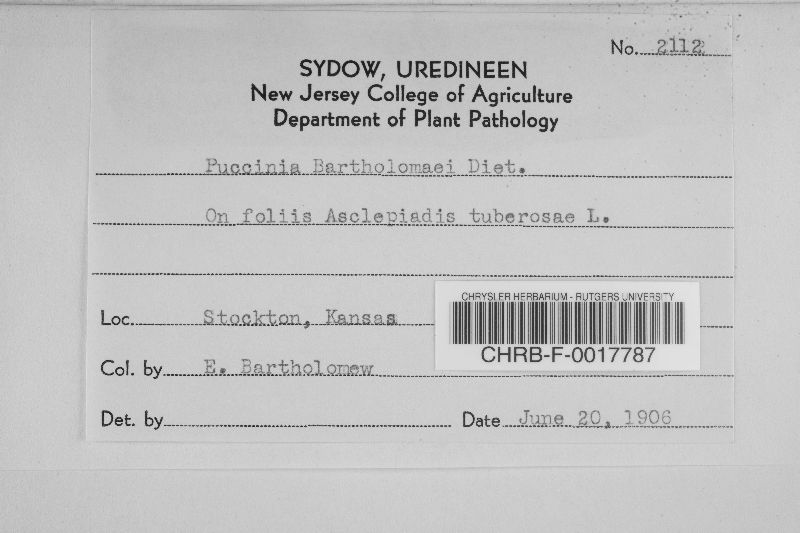 No. 2112
SYDOW, UREDINEEN
New Jersey College of Agriculture
Department of Plant Pathology
Puccinia Bartholomaei Diet.
On foliis Asclepiadis tuberosae L.
Loc. Stockton, Kansas
CHRYSLER HERBARIUM - RUTGERS UNIVERSITY
CHRB-F-0017787
Col. by E. Bartholomew
Det. by
Date June 20, 1906